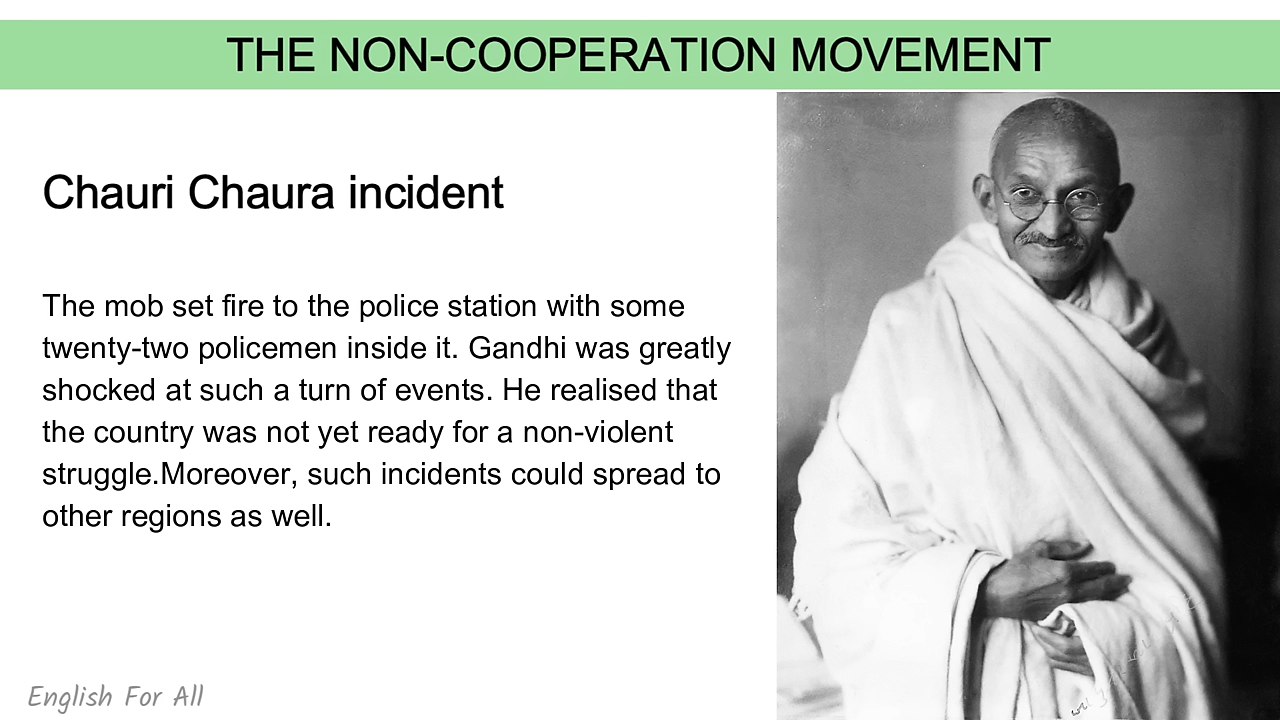 THE NON-COOPERATION MOVEMENT
Chauri Chaura incident
The mob set fire to the police station with some
twenty-two policemen inside it. Gandhi was greatly
shocked at such a turn of events. He realised that
the country was not yet ready for a non-violent
struggle.Moreover, such incidents could spread to
other regions as well.
English For All